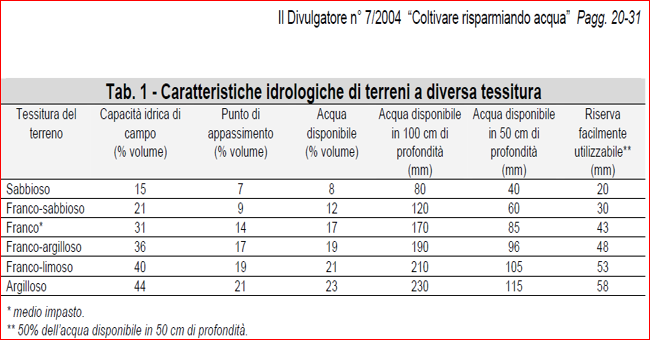 Il Divulgatore n° 7/2004 “Coltivare risparmiando acqua” Pagg. 20-31
Tab. 1 - Caratteristiche idrologiche di terreni a diversa tessitura
Tessitura del Capacità idrica di Punto di Acqua Acqua disponibile Acqua disponibile Riserva
terreno campo appassimento disponibile in 100 cm di in 50 cm di facilmente
(% volume) (% volume) (% volume) profondità profondità utilizzabile**
(mm) (mm) (mm)
Sabbioso 15 7 8 80 40 20
Franco-sabbioso 21 9 12 120 60 30
Franco* 31 14 17 170 85 43
Franco-argilloso 36 17 19 190 96 48
Franco-limoso 40 19 21 210 105 53
Argilloso 44 21 23 230 115 58
* medio impasto.
** 50% dell’acqua disponibile in 50 cm di profondità.